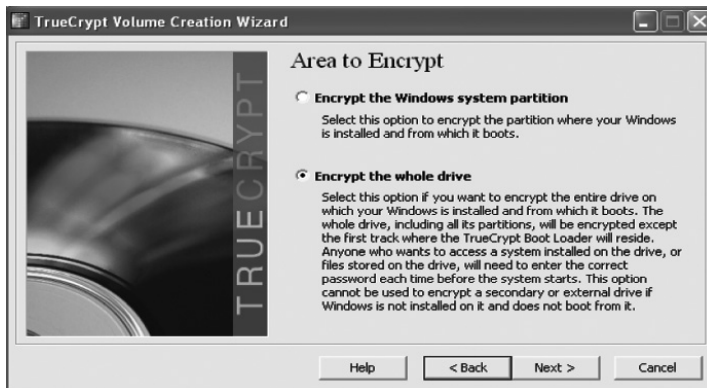 TrueCrypt Volume Creation Wizard
Area to Encrypt
Encrypt the Windows system partition
Select this option to encrypt the partition where your Windows
is installed and from which it boots.
Encrypt the whole drive
Select this option if you want to encrypt the entire drive on
which your Windows is installed and from which it boots. The
whole drive, including all its partitions, will be encrypted except
the first track where the TrueCrypt Boot Loader will reside.
Anyone who wants to access a system installed on the drive, or
files stored on the drive, will need to enter the correct
password each time before the system starts. This option
cannot be used to encrypt a secondary or external drive if
Windows is not installed on it and does not boot from it.
TRUECRYPT
Help < Back Next > Cancel